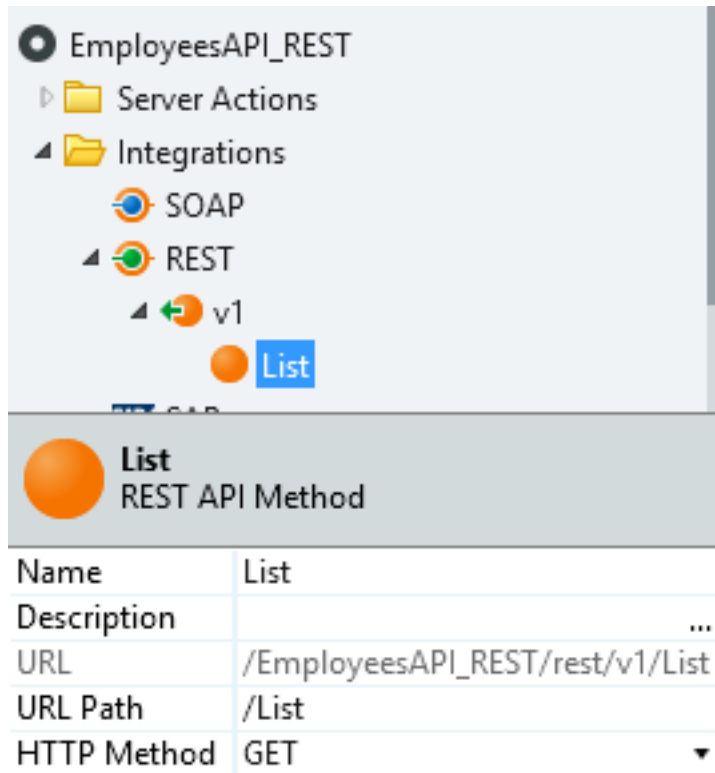 EmployeesAPI_REST
Server Actions
Integrations
SOAP
REST
v1
List
List
REST API Method
Name List
Description ...
URL /EmployeesAPI_REST/rest/v1/List
URL Path /List
HTTP Method GET